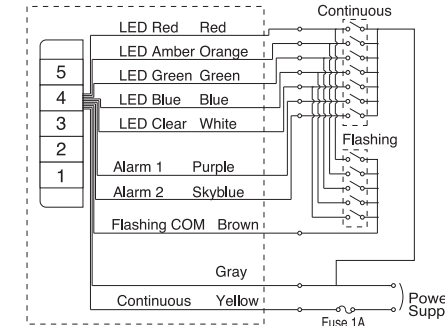 Continuous
LED Red Red
LED Amber Orange
LED Green Green
LED Blue Blue
LED Clear White
5
4
3
2
1
Flashing
Alarm 1 Purple
Alarm 2 Skyblue
Flashing COM Brown
Gray
Continuous Yellow
Fuse 1A